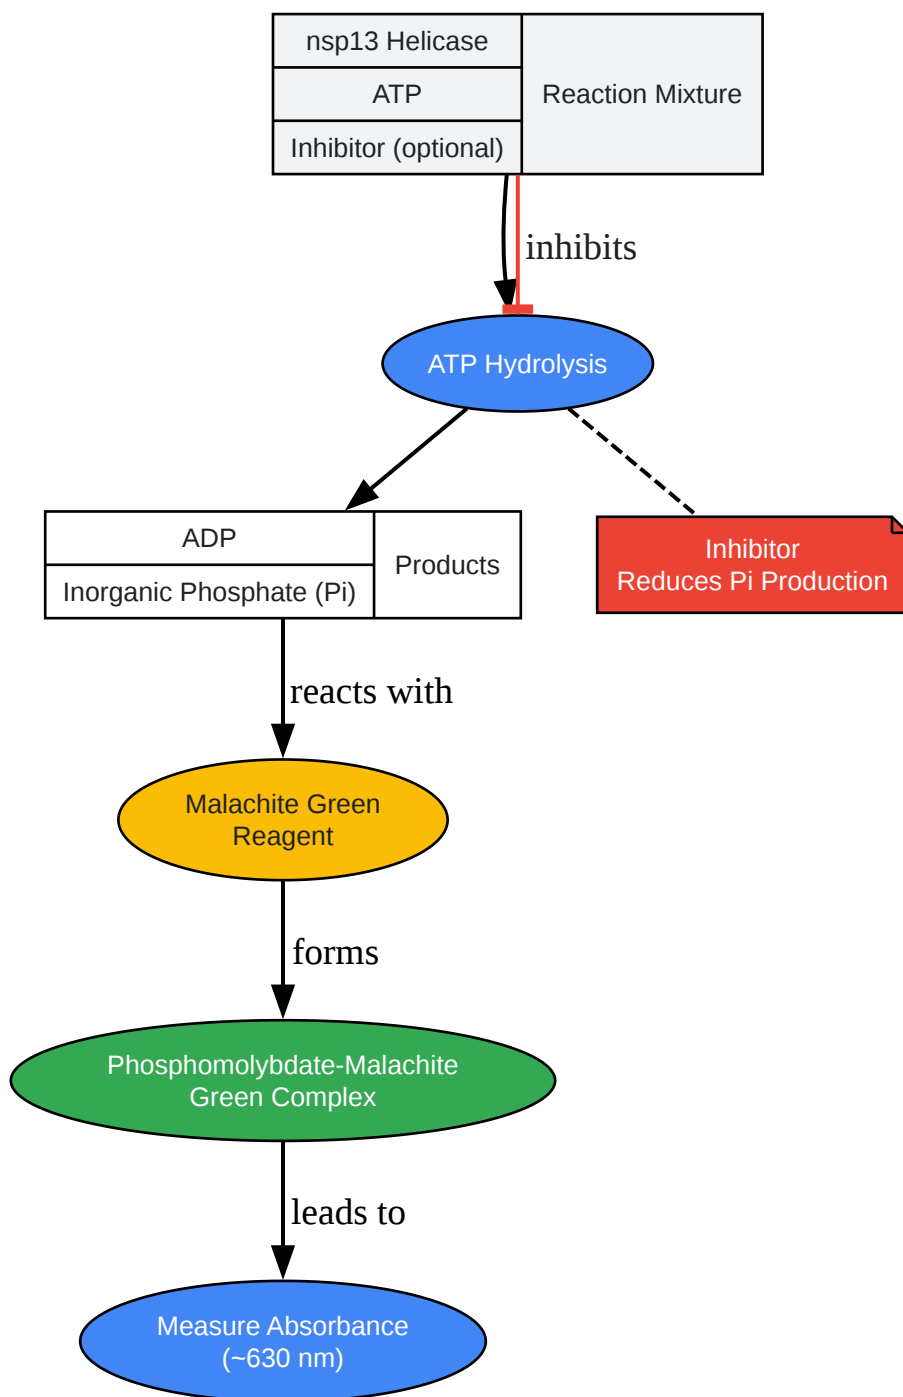 nsp13 Helicase
ATP
Inhibitor (optional)
Reaction Mixture
inhibits
ATP Hydrolysis
ADP
Inorganic Phosphate (Pi)
Products
Inhibitor
Reduces Pi Production
reacts with
Malachite Green
Reagent
forms
Phosphomolybdate-Malachite
Green Complex
leads to
Measure Absorbance
(~630 nm)